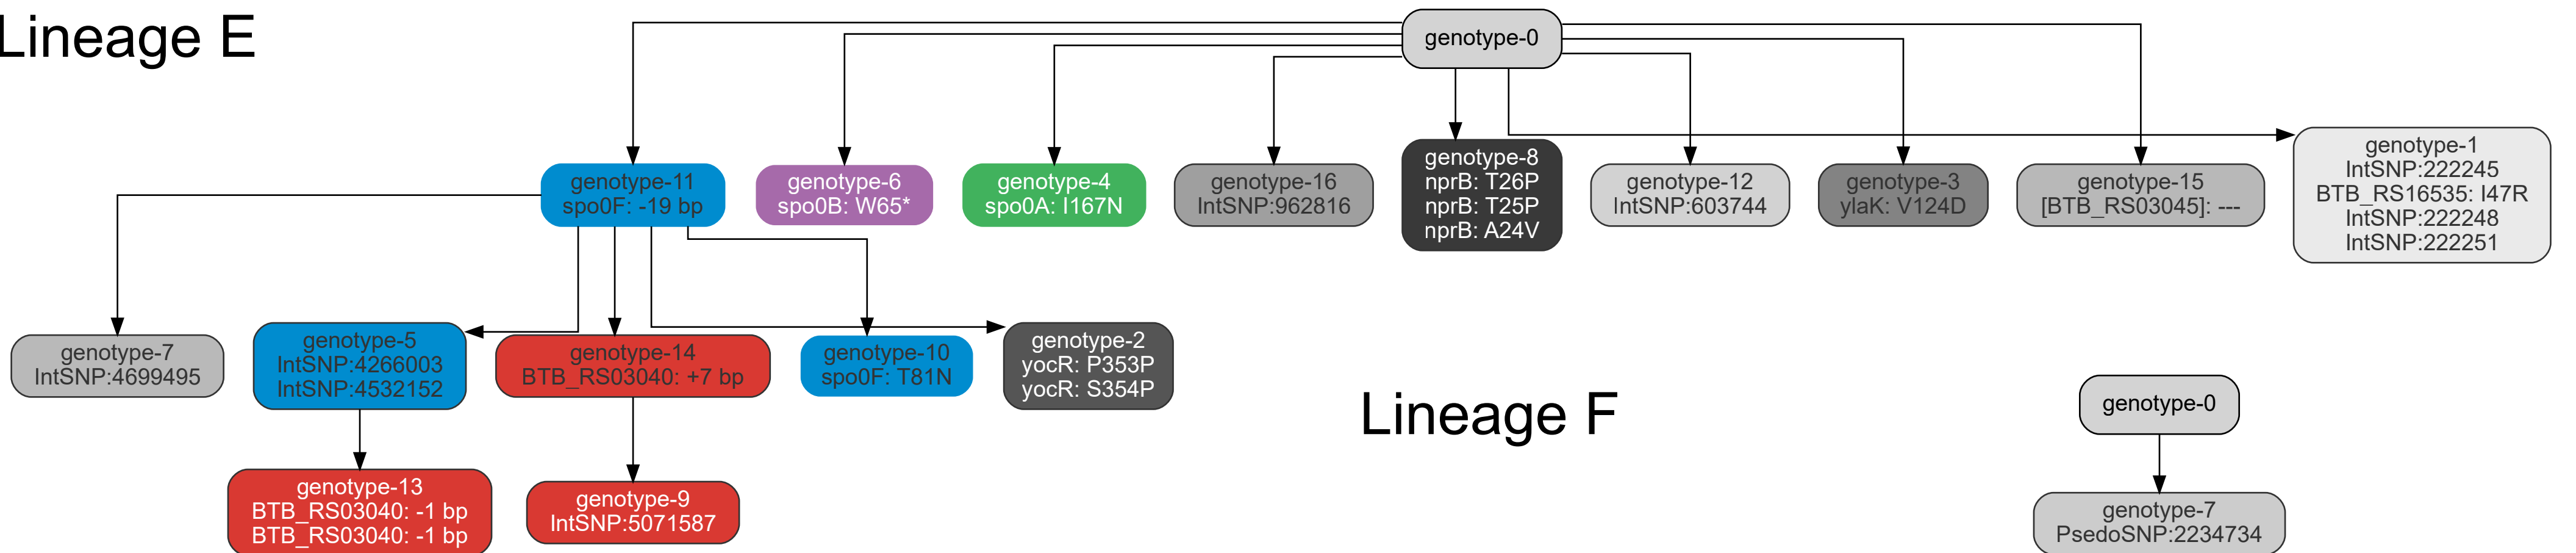 Lineage E
genotype-0
genotype-11
spo0F: -19 bp
genotype-6
spo0B: W65*
genotype-4
spo0A: I167N
genotype-16
IntSNP:962816
genotype-8
nprB: T26P
nprB: T25P
nprB: A24V
genotype-12
IntSNP:603744
genotype-3
ylaK: V124D
genotype-15
[BTB_RS03045]: ---
genotype-1
IntSNP:222245
BTB_RS16535: I47R
IntSNP:222248
IntSNP:222251
genotype-7
IntSNP:4699495
genotype-5
IntSNP:4266003
IntSNP:4532152
genotype-14
BTB_RS03040: +7 bp
genotype-10
spo0F: T81N
genotype-2
yocR: P353P
yocR: S354P
genotype-13
BTB_RS03040: -1 bp
BTB_RS03040: -1 bp
genotype-9
IntSNP:5071587
Lineage F
genotype-0
genotype-7
PsedoSNP:2234734